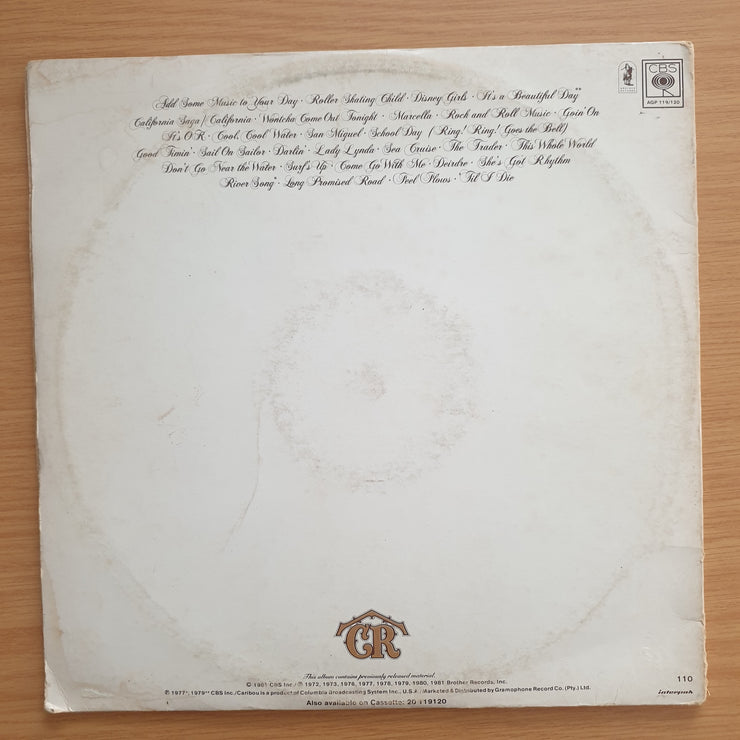 Add Some Music to Your Day · Roller Skating Child · Disney Girls · It's a Beautiful Day**
California Saga / California · Wontcha Come Out Tonight · Marcella · Rock and Roll Music · Goin' On
It's O.K. · Cool, Cool Water · San Miguel · School Day (Ring! Ring! Goes the Bell)
Good Timin' · Sail On Sailor · Darlin' · Lady Lynda · Sea Cruise · The Trader · This Whole World
Don't Go Near the Water · Surf's Up · Come Go With Me · Deirdre · She's Got Rhythm
River Song* · Long Promised Road · Feel Flows · 'Til I Die
CBS
AGP 119/120
CR
This album contains previously released material
© 1981 CBS Inc./ ℗ 1972, 1973, 1976, 1977, 1978, 1979, 1980, 1981 Brother Records, Inc.
℗ 1977*, 1979** CBS Inc./Caribou is a product of Columbia Broadcasting System Inc., U.S.A. / Marketed & Distributed by Gramophone Record Co. (Pty.) Ltd.
Also available on Cassette: 20 119120
110
interpak